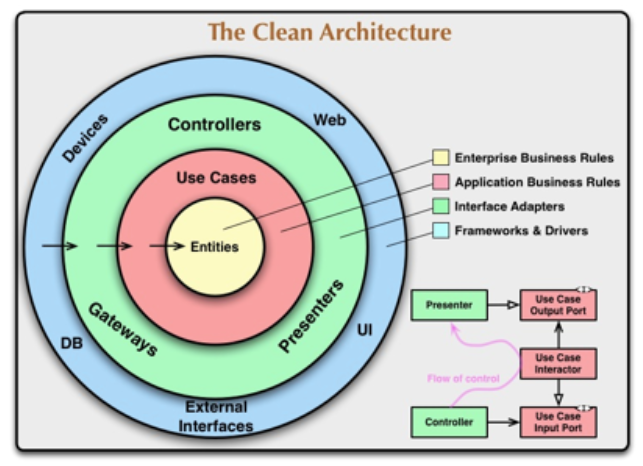 The Clean Architecture
Devices
Web
Controllers
Use Cases
Entities
Gateways
Presenters
DB
UI
External
Interfaces
Enterprise Business Rules
Application Business Rules
Interface Adapters
Frameworks & Drivers
Presenter
Use Case
Output Port
<I>
Flow of control
Use Case
Interactor
Controller
Use Case
Input Port
<I>